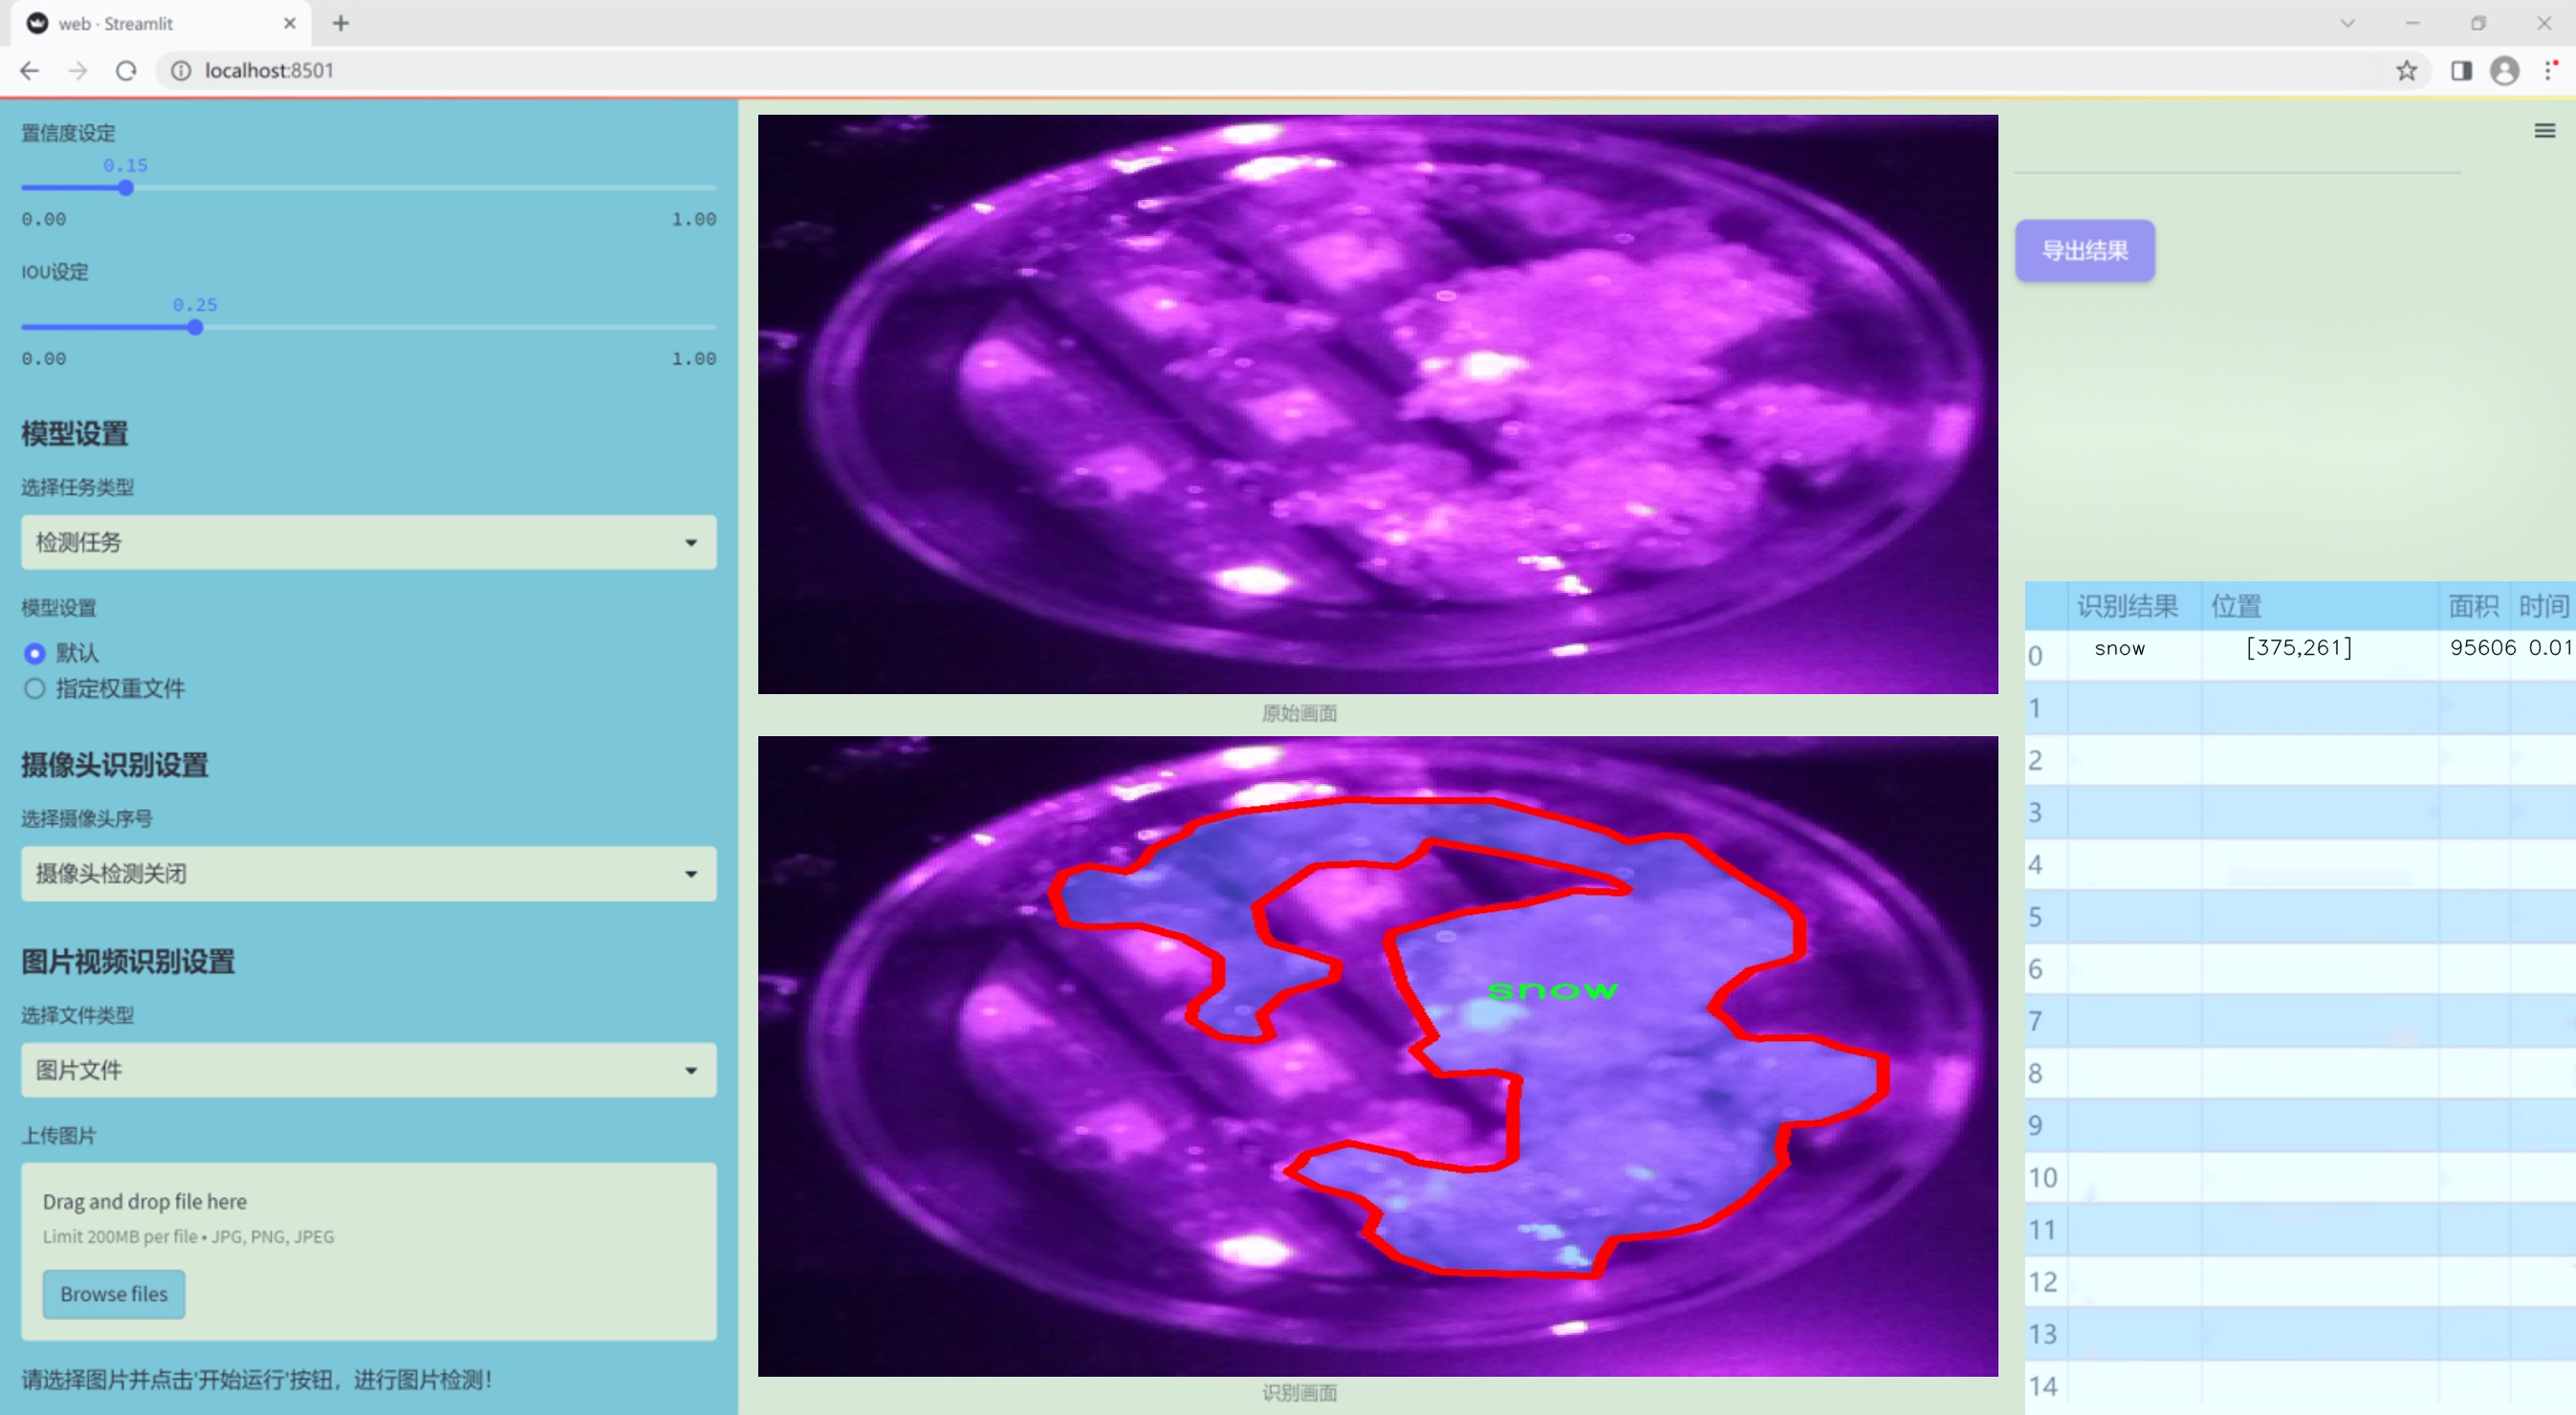 web · Streamlit
localhost:8501
置信度设定
0.15
0.00 1.00
IOU设定
0.25
0.00 1.00
模型设置
选择任务类型
检测任务
模型设置
默认
指定权重文件
摄像头识别设置
选择摄像头序号
摄像头检测关闭
图片视频识别设置
选择文件类型
图片文件
上传图片
Drag and drop file here
Limit 200MB per file • JPG, PNG, JPEG
Browse files
请选择图片并点击'开始运行'按钮，进行图片检测！
原始画面
snow
识别画面
导出结果
识别结果 位置 面积 时间
0 snow [375,261] 95606 0.01
1
2
3
4
5
6
7
8
9
10
11
12
13
14